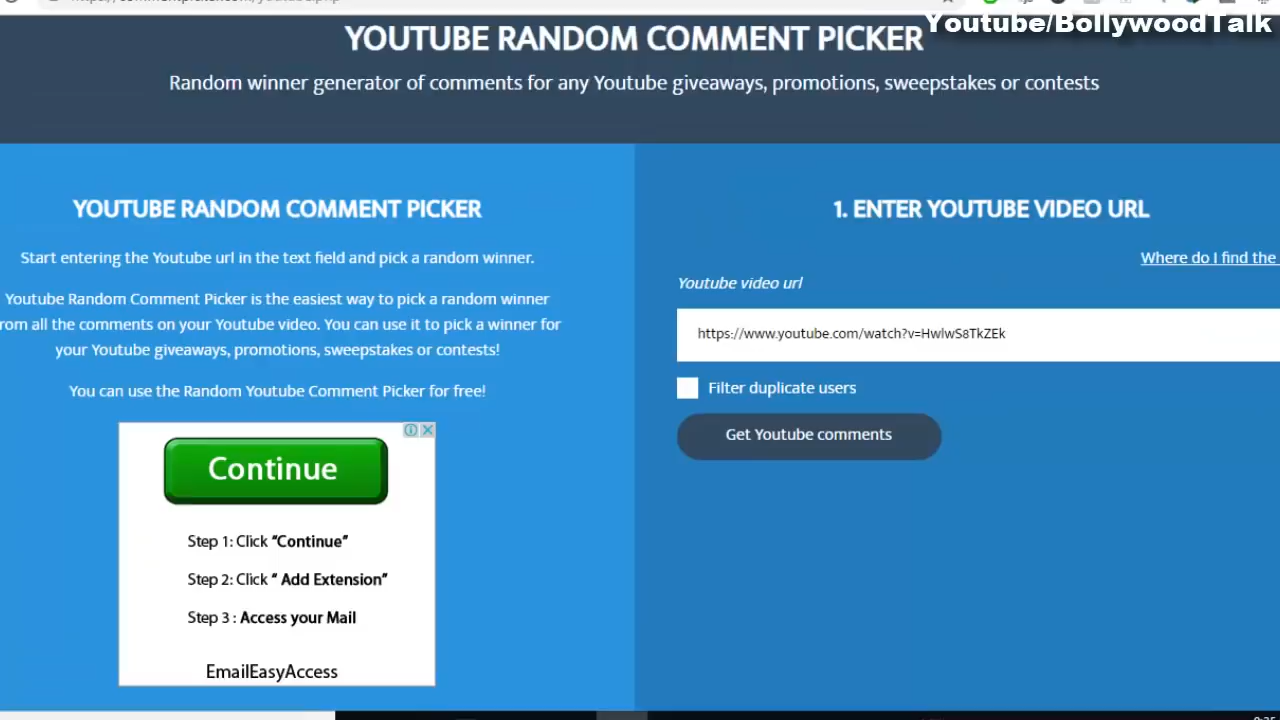 Youtube/BollywoodTalk
YOUTUBE RANDOM COMMENT PICKER
Random winner generator of comments for any Youtube giveaways, promotions, sweepstakes or contests
YOUTUBE RANDOM COMMENT PICKER
Start entering the Youtube url in the text field and pick a random winner.
Youtube Random Comment Picker is the easiest way to pick a random winner
rom all the comments on your Youtube video. You can use it to pick a winner for
your Youtube giveaways, promotions, sweepstakes or contests!
You can use the Random Youtube Comment Picker for free!
Continue
Step 1: Click “Continue”
Step 2: Click “ Add Extension”
Step 3 : Access your Mail
EmailEasyAccess
1. ENTER YOUTUBE VIDEO URL
Where do I find the
Youtube video url
https://www.youtube.com/watch?v=HwlwS8TkZEk
Filter duplicate users
Get Youtube comments